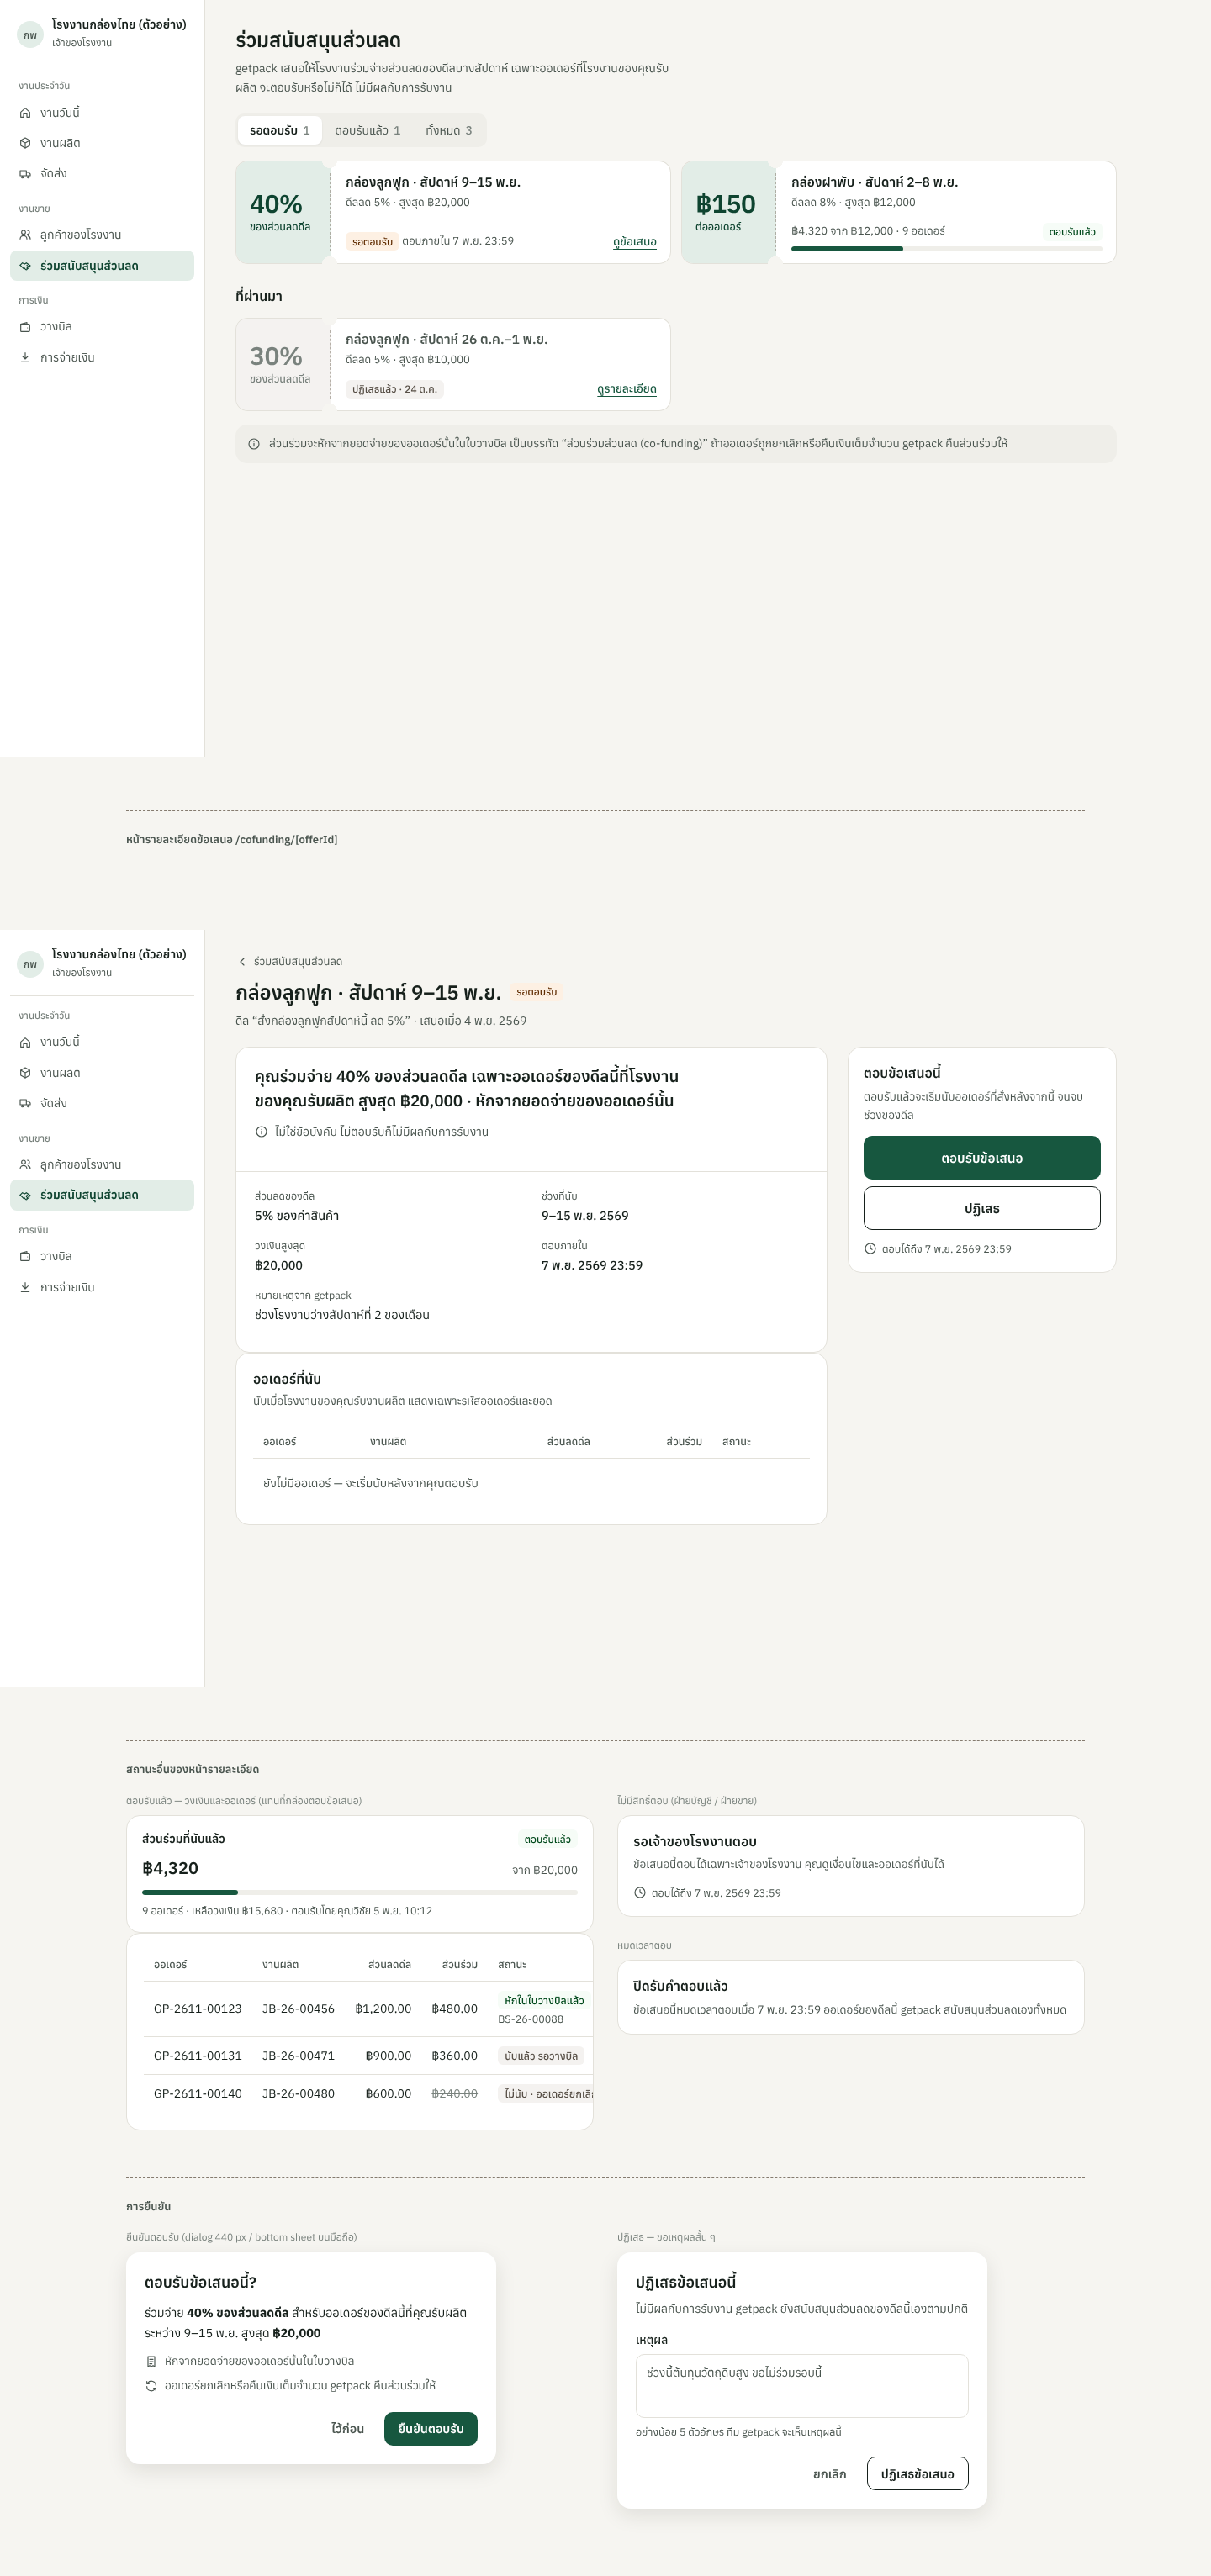 กพ
โรงงานกล่องไทย (ตัวอย่าง)
เจ้าของโรงงาน
งานประจำวัน
งานวันนี้
งานผลิต
จัดส่ง
งานขาย
ลูกค้าของโรงงาน
ร่วมสนับสนุนส่วนลด
การเงิน
วางบิล
การจ่ายเงิน
ร่วมสนับสนุนส่วนลด
getpack เสนอให้โรงงานร่วมจ่ายส่วนลดของดีลบางสัปดาห์ เฉพาะออเดอร์ที่โรงงานของคุณรับ
ผลิต จะตอบรับหรือไม่ก็ได้ ไม่มีผลกับการรับงาน
รอตอบรับ 1
ตอบรับแล้ว 1
ทั้งหมด 3
40%
ของส่วนลดดีล
กล่องลูกฟูก · สัปดาห์ 9–15 พ.ย.
ดีลลด 5% · สูงสุด ฿20,000
รอตอบรับ ตอบภายใน 7 พ.ย. 23:59
ดูข้อเสนอ
฿150
ต่อออเดอร์
กล่องฝาพับ · สัปดาห์ 2–8 พ.ย.
ดีลลด 8% · สูงสุด ฿12,000
฿4,320 จาก ฿12,000 · 9 ออเดอร์
ตอบรับแล้ว
ที่ผ่านมา
30%
ของส่วนลดดีล
กล่องลูกฟูก · สัปดาห์ 26 ต.ค.–1 พ.ย.
ดีลลด 5% · สูงสุด ฿10,000
ปฏิเสธแล้ว · 24 ต.ค.
ดูรายละเอียด
ส่วนร่วมจะหักจากยอดจ่ายของออเดอร์นั้นในใบวางบิล เป็นบรรทัด “ส่วนร่วมส่วนลด (co-funding)” ถ้าออเดอร์ถูกยกเลิกหรือคืนเงินเต็มจำนวน getpack คืนส่วนร่วมให้
หน้ารายละเอียดข้อเสนอ /cofunding/[offerId]
กพ
โรงงานกล่องไทย (ตัวอย่าง)
เจ้าของโรงงาน
งานประจำวัน
งานวันนี้
งานผลิต
จัดส่ง
งานขาย
ลูกค้าของโรงงาน
ร่วมสนับสนุนส่วนลด
การเงิน
วางบิล
การจ่ายเงิน
ร่วมสนับสนุนส่วนลด
กล่องลูกฟูก · สัปดาห์ 9–15 พ.ย. รอตอบรับ
ดีล “สั่งกล่องลูกฟูกสัปดาห์นี้ ลด 5%” · เสนอเมื่อ 4 พ.ย. 2569
คุณร่วมจ่าย 40% ของส่วนลดดีล เฉพาะออเดอร์ของดีลนี้ที่โรงงาน
ของคุณรับผลิต สูงสุด ฿20,000 · หักจากยอดจ่ายของออเดอร์นั้น
ไม่ใช่ข้อบังคับ ไม่ตอบรับก็ไม่มีผลกับการรับงาน
ส่วนลดของดีล
5% ของค่าสินค้า
ช่วงที่นับ
9–15 พ.ย. 2569
วงเงินสูงสุด
฿20,000
ตอบภายใน
7 พ.ย. 2569 23:59
หมายเหตุจาก getpack
ช่วงโรงงานว่างสัปดาห์ที่ 2 ของเดือน
ตอบข้อเสนอนี้
ตอบรับแล้วจะเริ่มนับออเดอร์ที่สั่งหลังจากนี้ จนจบ
ช่วงของดีล
ตอบรับข้อเสนอ
ปฏิเสธ
ตอบได้ถึง 7 พ.ย. 2569 23:59
ออเดอร์ที่นับ
นับเมื่อโรงงานของคุณรับงานผลิต แสดงเฉพาะรหัสออเดอร์และยอด
ออเดอร์ งานผลิต ส่วนลดดีล ส่วนร่วม สถานะ
ยังไม่มีออเดอร์ — จะเริ่มนับหลังจากคุณตอบรับ
สถานะอื่นของหน้ารายละเอียด
ตอบรับแล้ว — วงเงินและออเดอร์ (แทนที่กล่องตอบข้อเสนอ)
ส่วนร่วมที่นับแล้ว
ตอบรับแล้ว
฿4,320
จาก ฿20,000
9 ออเดอร์ · เหลือวงเงิน ฿15,680 · ตอบรับโดยคุณวิชัย 5 พ.ย. 10:12
ออเดอร์ งานผลิต ส่วนลดดีล ส่วนร่วม สถานะ
GP-2611-00123 JB-26-00456 ฿1,200.00 ฿480.00 หักในใบวางบิลแล้ว
BS-26-00088
GP-2611-00131 JB-26-00471 ฿900.00 ฿360.00 นับแล้ว รอวางบิล
GP-2611-00140 JB-26-00480 ฿600.00 ฿240.00 ไม่นับ · ออเดอร์ยกเลิก
ไม่มีสิทธิ์ตอบ (ฝ่ายบัญชี / ฝ่ายขาย)
รอเจ้าของโรงงานตอบ
ข้อเสนอนี้ตอบได้เฉพาะเจ้าของโรงงาน คุณดูเงื่อนไขและออเดอร์ที่นับได้
ตอบได้ถึง 7 พ.ย. 2569 23:59
หมดเวลาตอบ
ปิดรับคำตอบแล้ว
ข้อเสนอนี้หมดเวลาตอบเมื่อ 7 พ.ย. 23:59 ออเดอร์ของดีลนี้ getpack สนับสนุนส่วนลดเองทั้งหมด
การยืนยัน
ยืนยันตอบรับ (dialog 440 px / bottom sheet บนมือถือ)
ตอบรับข้อเสนอนี้?
ร่วมจ่าย 40% ของส่วนลดดีล สำหรับออเดอร์ของดีลนี้ที่คุณรับผลิต
ระหว่าง 9–15 พ.ย. สูงสุด ฿20,000
หักจากยอดจ่ายของออเดอร์นั้นในใบวางบิล
ออเดอร์ยกเลิกหรือคืนเงินเต็มจำนวน getpack คืนส่วนร่วมให้
ไว้ก่อน
ยืนยันตอบรับ
ปฏิเสธ — ขอเหตุผลสั้น ๆ
ปฏิเสธข้อเสนอนี้
ไม่มีผลกับการรับงาน getpack ยังสนับสนุนส่วนลดของดีลนี้เองตามปกติ
เหตุผล
ช่วงนี้ต้นทุนวัตถุดิบสูง ขอไม่ร่วมรอบนี้
อย่างน้อย 5 ตัวอักษร ทีม getpack จะเห็นเหตุผลนี้
ยกเลิก
ปฏิเสธข้อเสนอ